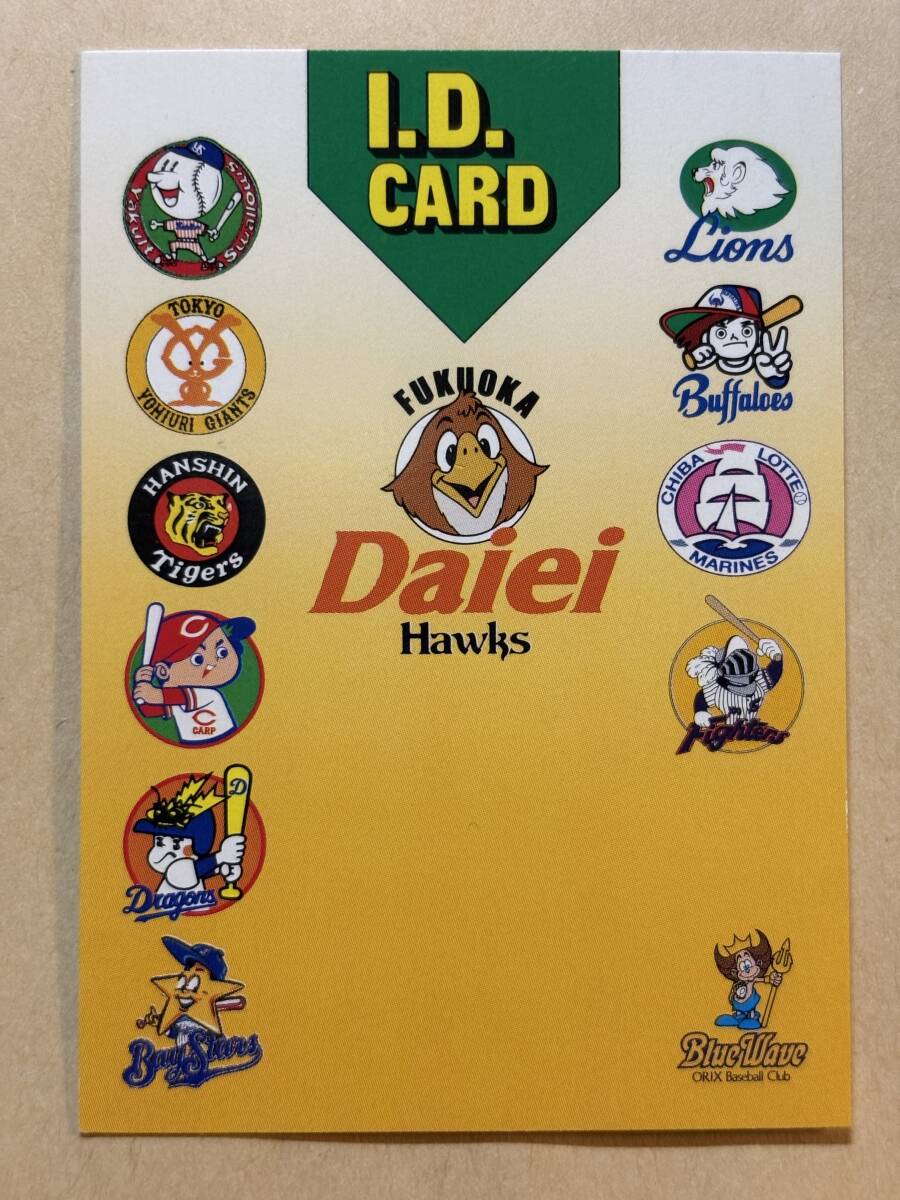 I.D.
CARD
Yakult Swallows
TOKYO
YOMIURI GIANTS
HANSHIN
Tigers
C
C
CARP
D
Dragons
BayStars
FUKUOKA
Daiei
Hawks
Lions
Buffaloes
CHIBA LOTTE
MARINES
Fighters
BlueWave
ORIX Baseball Club